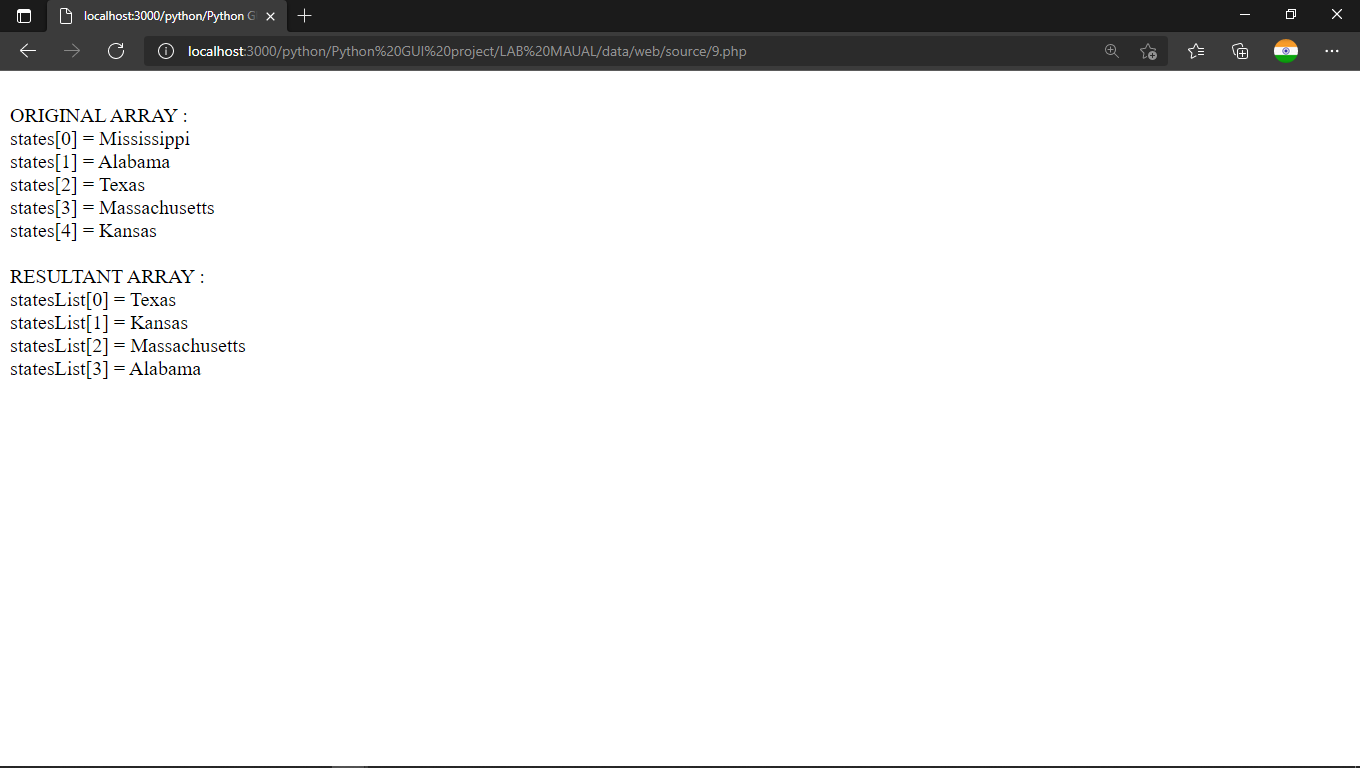 localhost:3000/python/Python G
localhost:3000/python/Python%20GUI%20project/LAB%20MAUAL/data/web/source/9.php
ORIGINAL ARRAY :
states[0] = Mississippi
states[1] = Alabama
states[2] = Texas
states[3] = Massachusetts
states[4] = Kansas
RESULTANT ARRAY :
statesList[0] = Texas
statesList[1] = Kansas
statesList[2] = Massachusetts
statesList[3] = Alabama